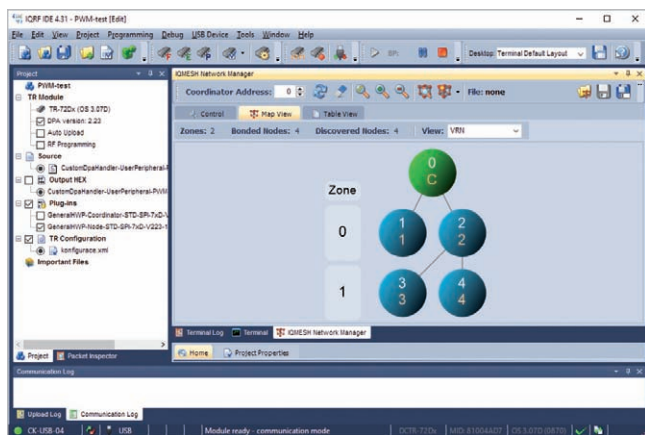 IQRF IDE 4.31 - PWM-test [Edit]
File Edit View Project Programming Debug USB Device Tools Window Help
Desktop: Terminal Default Layout
Project
PWM-test
TR Module
TR-72Dx (OS 3.07D)
DPA version: 2.23
Auto Upload
RF Programming
Source
CustomDpaHandler-UserPeripheral-
Output HEX
CustomDpaHandler-UserPeripheral-PWM
Plug-ins
GeneralHWP-Coordinator-STD-SPI-7xD-V
GeneralHWP-Node-STD-SPI-7xD-V223-1
TR Configuration
konfigurace.xml
Important Files
Project Packet Inspector
IQMESH Network Manager
Coordinator Address: 0 File: none
Control Map View Table View
Zones: 2 Bonded Nodes: 4 Discovered Nodes: 4 View: VRN
0
C
Zone
0
1
1
2
2
1
3
3
4
4
Terminal Log Terminal IQMESH Network Manager
Home Project Properties
Communication Log
Upload Log Communication Log
CK-USB-04 USB Module ready - communication mode DCTR-72Dx MID: 81004A07 OS 3.07D (0870)